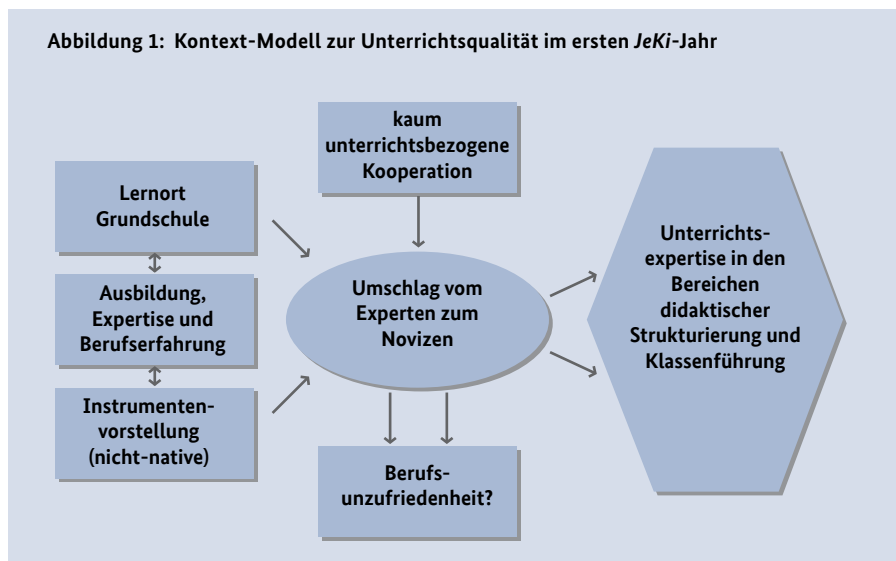 Abbildung 1: Kontext-Modell zur Unterrichtsqualität im ersten JeKi-Jahr
kaum
unterrichtsbezogene
Kooperation
Lernort
Grundschule
Ausbildung,
Expertise und
Berufserfahrung
Instrumenten-
vorstellung
(nicht-native)
Umschlag vom
Experten zum
Novizen
Berufs-
unzufriedenheit?
Unterrichts-
expertise in den
Bereichen
didaktischer
Strukturierung und
Klassenführung